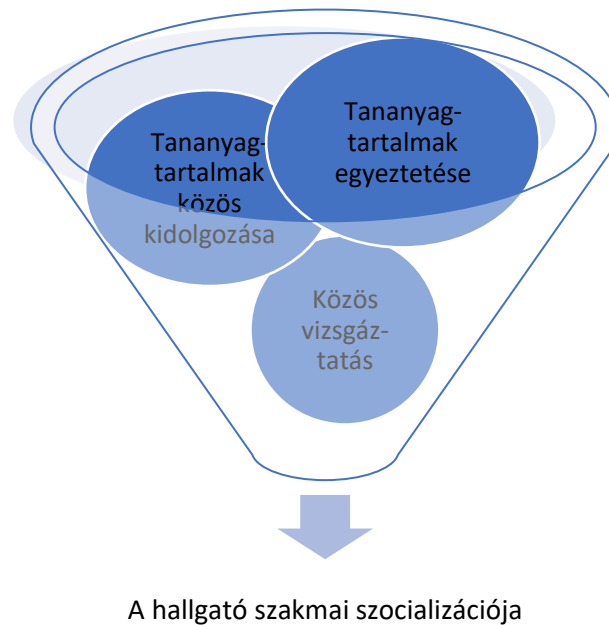 Tananyag-
tartalmak
közös
kidolgozása
Tananyag-
tartalmak
egyeztetése
Közös
vizsgáz-
tatás
A hallgató szakmai szocializációja